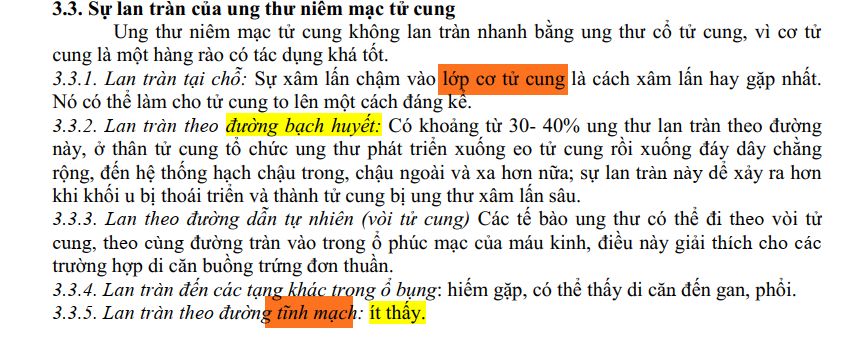 3.3. Sự lan tràn của ung thư niêm mạc tử cung
Ung thư niêm mạc tử cung không lan tràn nhanh bằng ung thư cổ tử cung, vì cơ tử
cung là một hàng rào có tác dụng khá tốt.
3.3.1. Lan tràn tại chỗ: Sự xâm lấn chậm vào lớp cơ tử cung là cách xâm lấn hay gặp nhất.
Nó có thể làm cho tử cung to lên một cách đáng kể.
3.3.2. Lan tràn theo đường bạch huyết: Có khoảng từ 30- 40% ung thư lan tràn theo đường
này, ở thân tử cung tổ chức ung thư phát triển xuống eo tử cung rồi xuống đáy dây chằng
rộng, đến hệ thống hạch chậu trong, chậu ngoài và xa hơn nữa; sự lan tràn này dể xảy ra hơn
khi khối u bị thoái triển và thành tử cung bị ung thư xâm lấn sâu.
3.3.3. Lan theo đường dẫn tự nhiên (vòi tử cung) Các tế bào ung thư có thể đi theo vòi tử
cung, theo cùng đường tràn vào trong ổ phúc mạc của máu kinh, điều này giải thích cho các
trường hợp di căn buồng trứng đơn thuần.
3.3.4. Lan tràn đến các tạng khác trong ổ bụng: hiếm gặp, có thể thấy di căn đến gan, phổi.
3.3.5. Lan tràn theo đường tĩnh mạch: ít thấy.